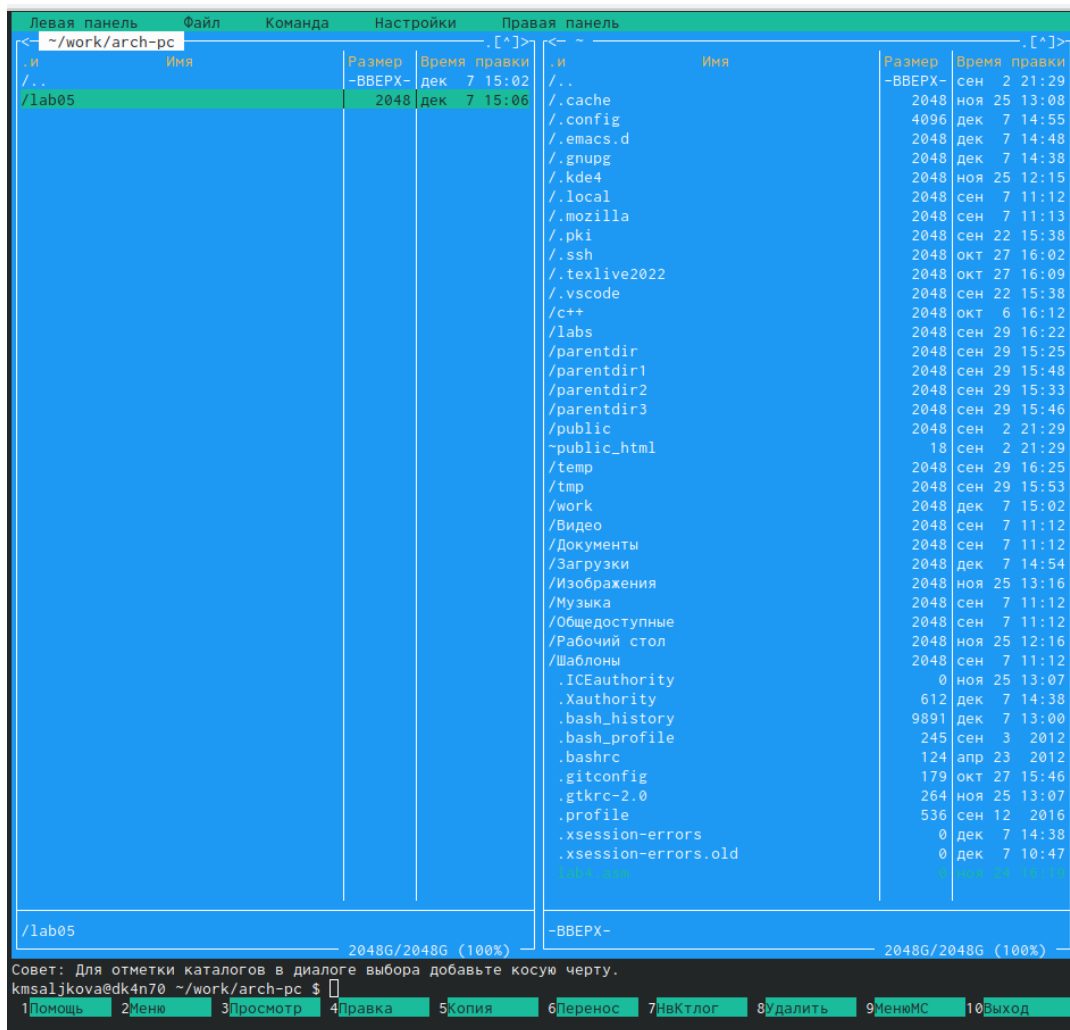 Левая панель Файл Команда Настройки Правая панель
<─ ~/work/arch-pc .[^]>
.и Имя Размер Время правки
/.. -ВВЕРХ- дек 7 15:02
/lab05 2048 дек 7 15:06
/lab05
2048G/2048G (100%)
<─ ~ .[^]>
.и Имя Размер Время правки
/.. -ВВЕРХ- сен 2 21:29
/.cache 2048 ноя 25 13:08
/.config 4096 дек 7 14:55
/.emacs.d 2048 дек 7 14:48
/.gnupg 2048 дек 7 14:38
/.kde4 2048 ноя 25 12:15
/.local 2048 сен 7 11:12
/.mozilla 2048 сен 7 11:13
/.pki 2048 сен 22 15:38
/.ssh 2048 окт 27 16:02
/.texlive2022 2048 окт 27 16:09
/.vscode 2048 сен 22 15:38
/c++ 2048 окт 6 16:12
/labs 2048 сен 29 16:22
/parentdir 2048 сен 29 15:25
/parentdir1 2048 сен 29 15:48
/parentdir2 2048 сен 29 15:33
/parentdir3 2048 сен 29 15:46
/public 2048 сен 2 21:29
~public_html 18 сен 2 21:29
/temp 2048 сен 29 16:25
/tmp 2048 сен 29 15:53
/work 2048 дек 7 15:02
/Видео 2048 сен 7 11:12
/Документы 2048 сен 7 11:12
/Загрузки 2048 дек 7 14:54
/Изображения 2048 ноя 25 13:16
/Музыка 2048 сен 7 11:12
/Общедоступные 2048 сен 7 11:12
/Рабочий стол 2048 ноя 25 12:16
/Шаблоны 2048 сен 7 11:12
.ICEauthority 0 ноя 25 13:07
.Xauthority 612 дек 7 14:38
.bash_history 9891 дек 7 13:00
.bash_profile 245 сен 3 2012
.bashrc 124 апр 23 2012
.gitconfig 179 окт 27 15:46
.gtkrc-2.0 264 ноя 25 13:07
.profile 536 сен 12 2016
.xsession-errors 0 дек 7 14:38
.xsession-errors.old 0 дек 7 10:47
lab4.asm 0 ноя 24
-ВВЕРХ-
2048G/2048G (100%)
Совет: Для отметки каталогов в диалоге выбора добавьте косую черту.
kmsaljkova@dk4n70 ~/work/arch-pc $
1Помощь 2Меню 3Просмотр 4Правка 5Копия 6Перенос 7НвКтлог 8Удалить 9МенюМС 10Выход